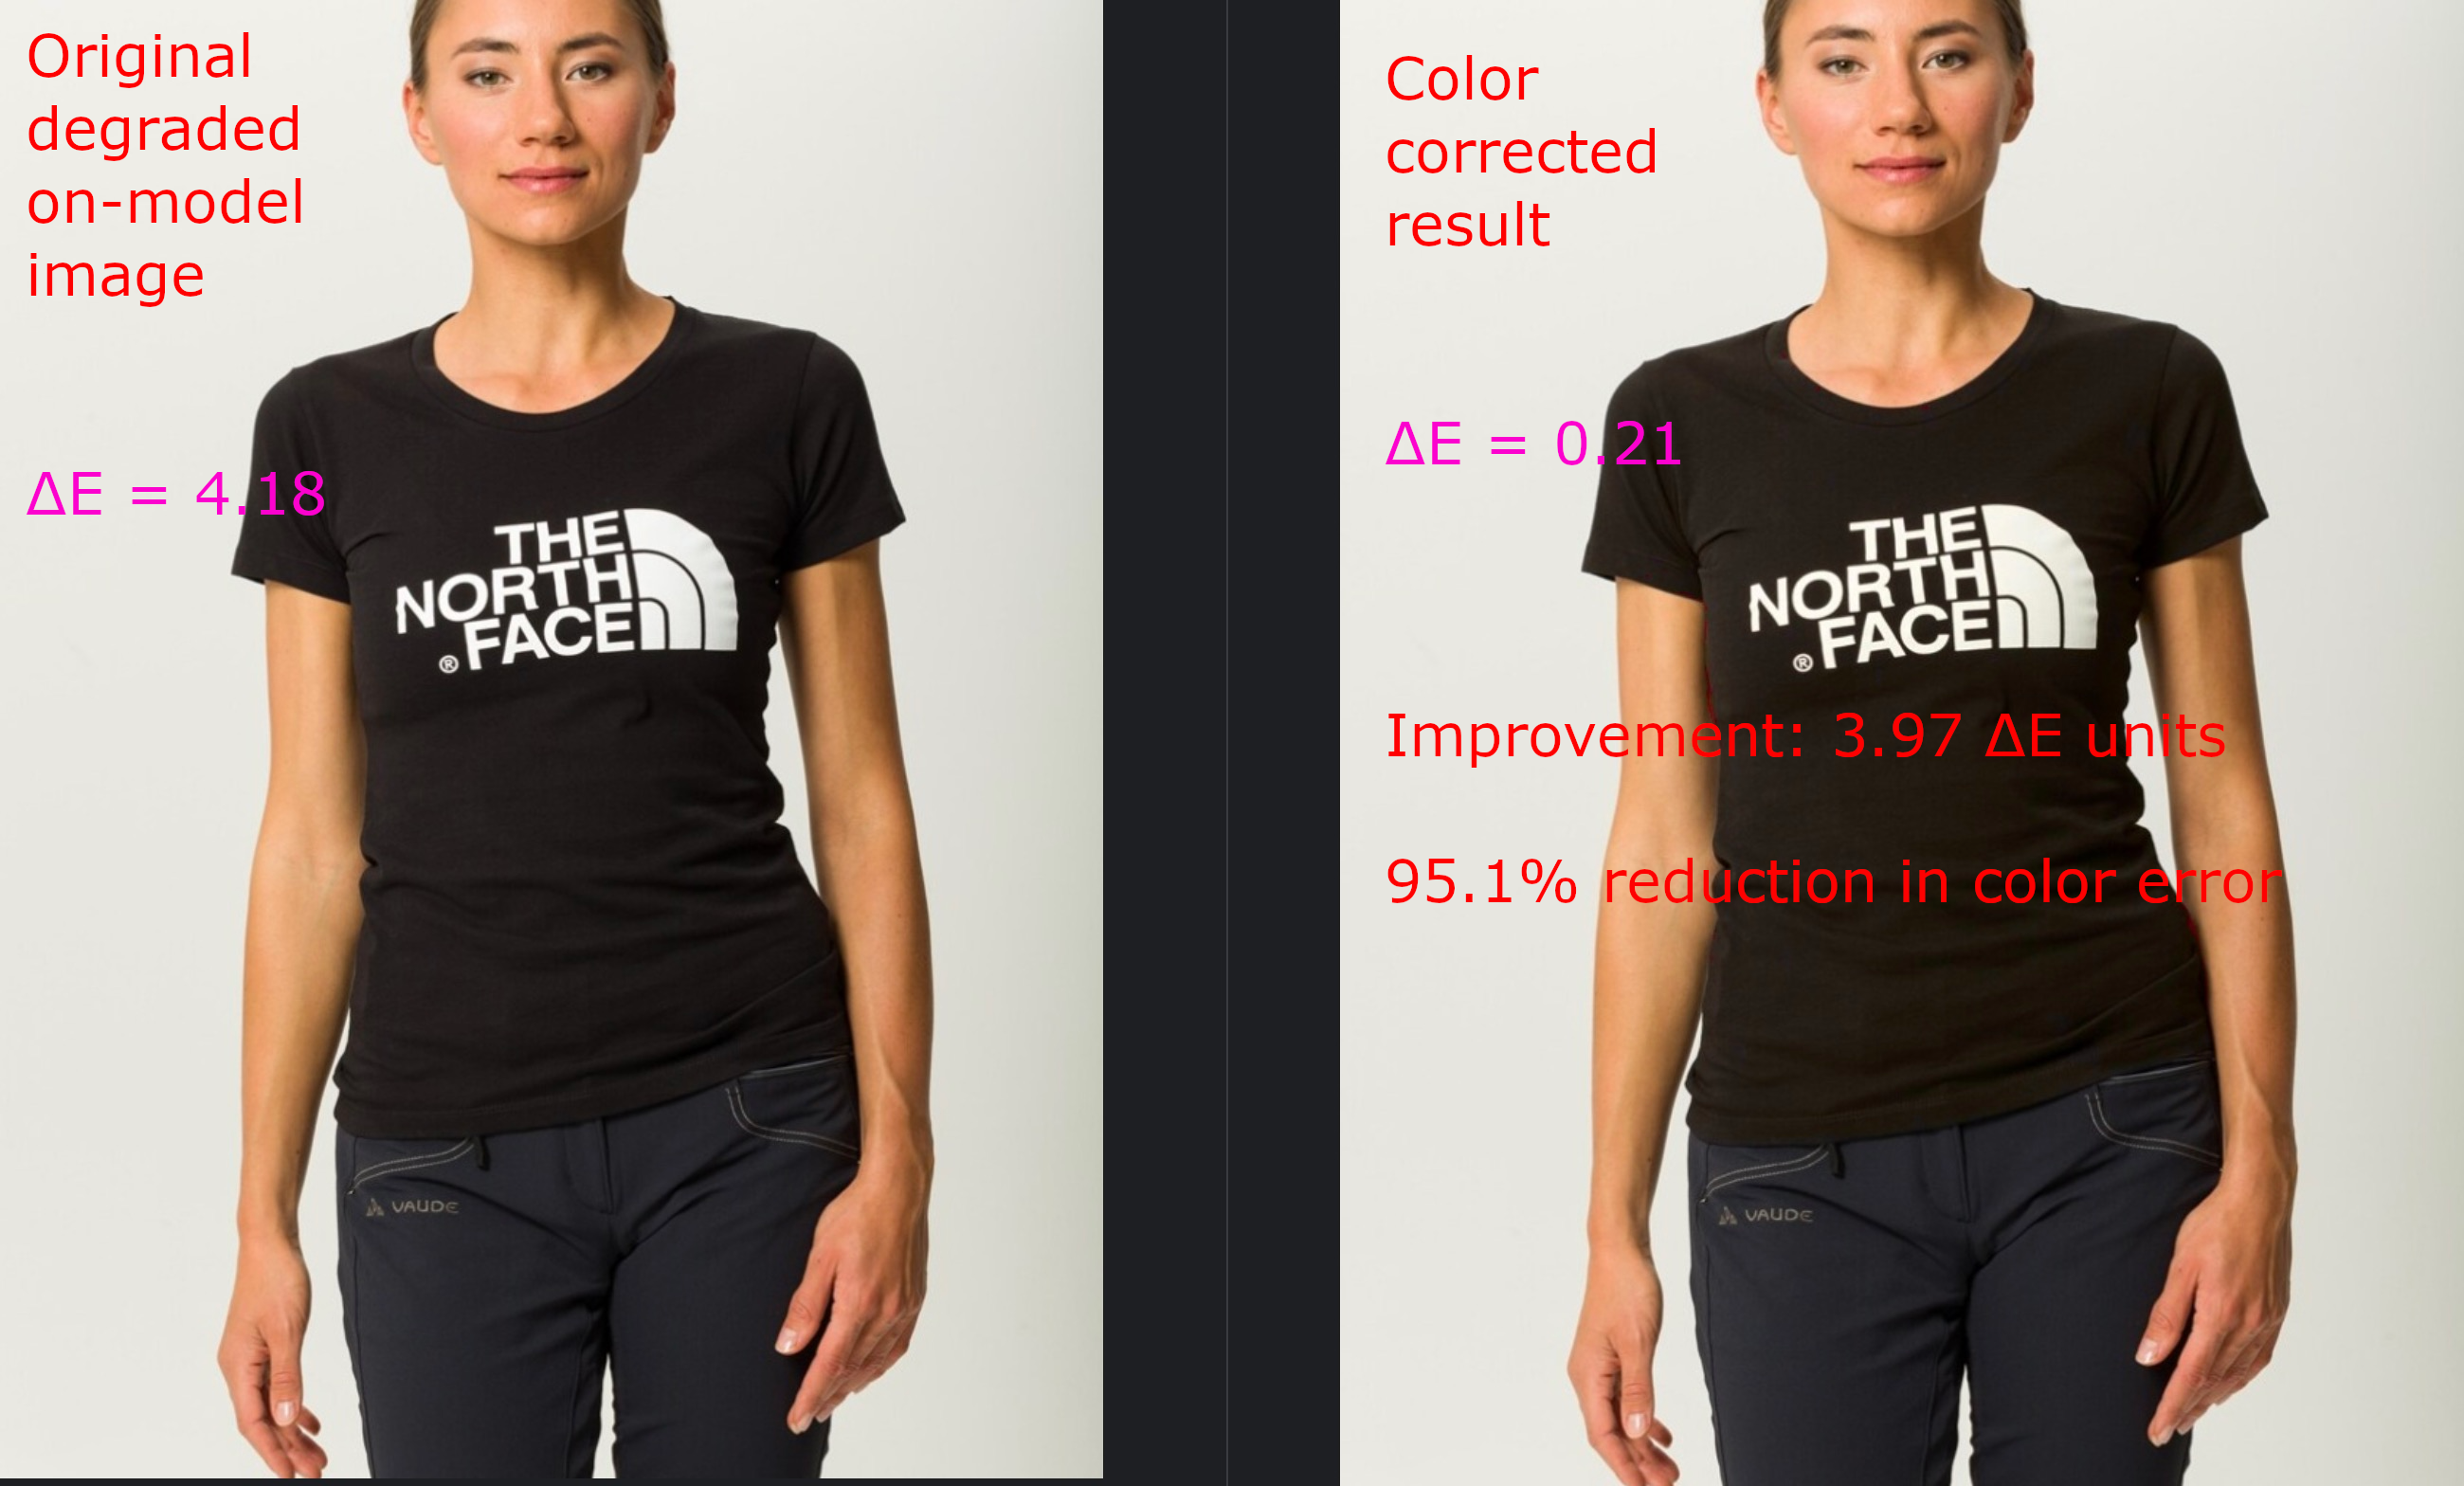 Original
degraded
on-model
image
ΔE = 4.18
THE
NORTH
FACE
®
VAUDE
Color
corrected
result
ΔE = 0.21
THE
NORTH
FACE
®
Improvement: 3.97 ΔE units
95.1% reduction in color error
VAUDE